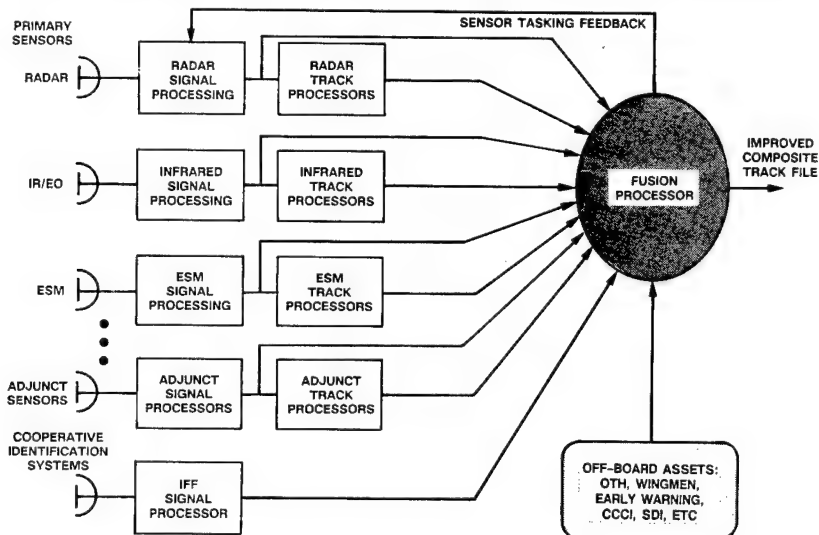 SENSOR TASKING FEEDBACK
PRIMARY
SENSORS
RADAR
RADAR
SIGNAL
PROCESSING
RADAR
TRACK
PROCESSORS
IR/EO
INFRARED
SIGNAL
PROCESSING
INFRARED
TRACK
PROCESSORS
FUSION
PROCESSOR
IMPROVED
COMPOSITE
TRACK FILE
ESM
ESM
SIGNAL
PROCESSING
ESM
TRACK
PROCESSORS
ADJUNCT
SENSORS
ADJUNCT
SIGNAL
PROCESSORS
ADJUNCT
TRACK
PROCESSORS
COOPERATIVE
IDENTIFICATION
SYSTEMS
IFF
SIGNAL
PROCESSOR
OFF-BOARD ASSETS:
OTH, WINGMEN,
EARLY WARNING,
CCCI, SDI, ETC